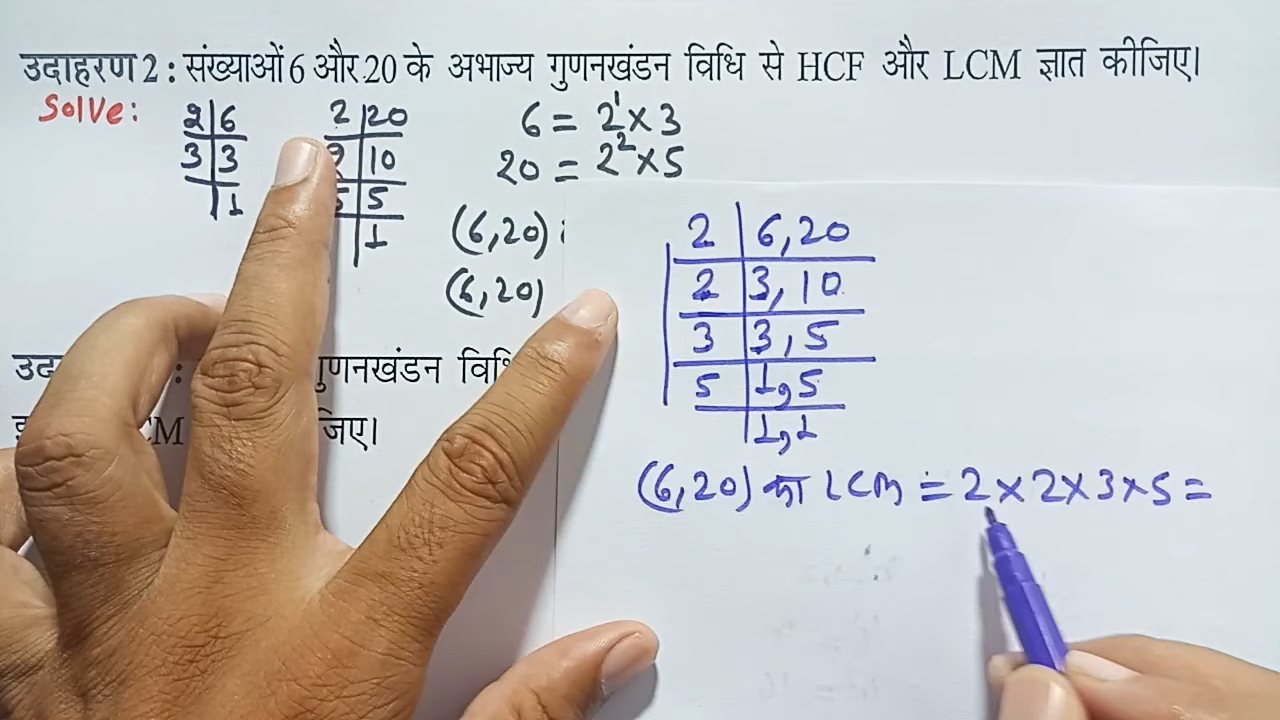 उदाहरण 2 : संख्याओं 6 और 20 के अभाज्य गुणनखंडन विधि से HCF और LCM ज्ञात कीजिए।
Solve:
2 | 6
3 | 3
1
2 | 20
10
5
1
6 = 2¹ × 3
20 = 2² × 5
(6,20)
(6,20)
: गुणनखंडन
CM जिए।
2 | 6,20
2 | 3,10
3 | 3,5
5 | 1,5
1,1
(6,20) का LCM = 2×2×3×5=